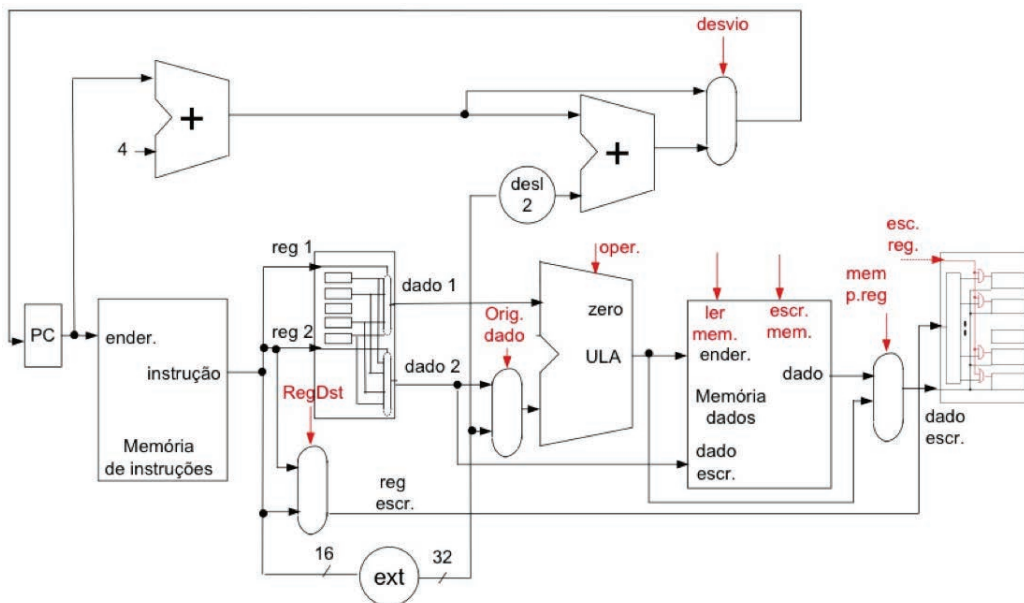 desvio
+
4
+
desl
2
esc.
reg.
reg 1
oper.
mem
p.reg
dado 1
Orig.
dado
zero
ler
mem.
escr.
mem.
PC
ender.
reg 2
ender.
instrução
dado 2
ULA
dado
RegDst
Memória
dados
dado
escr.
Memória
de instruções
dado
escr.
reg
escr.
16
ext
32